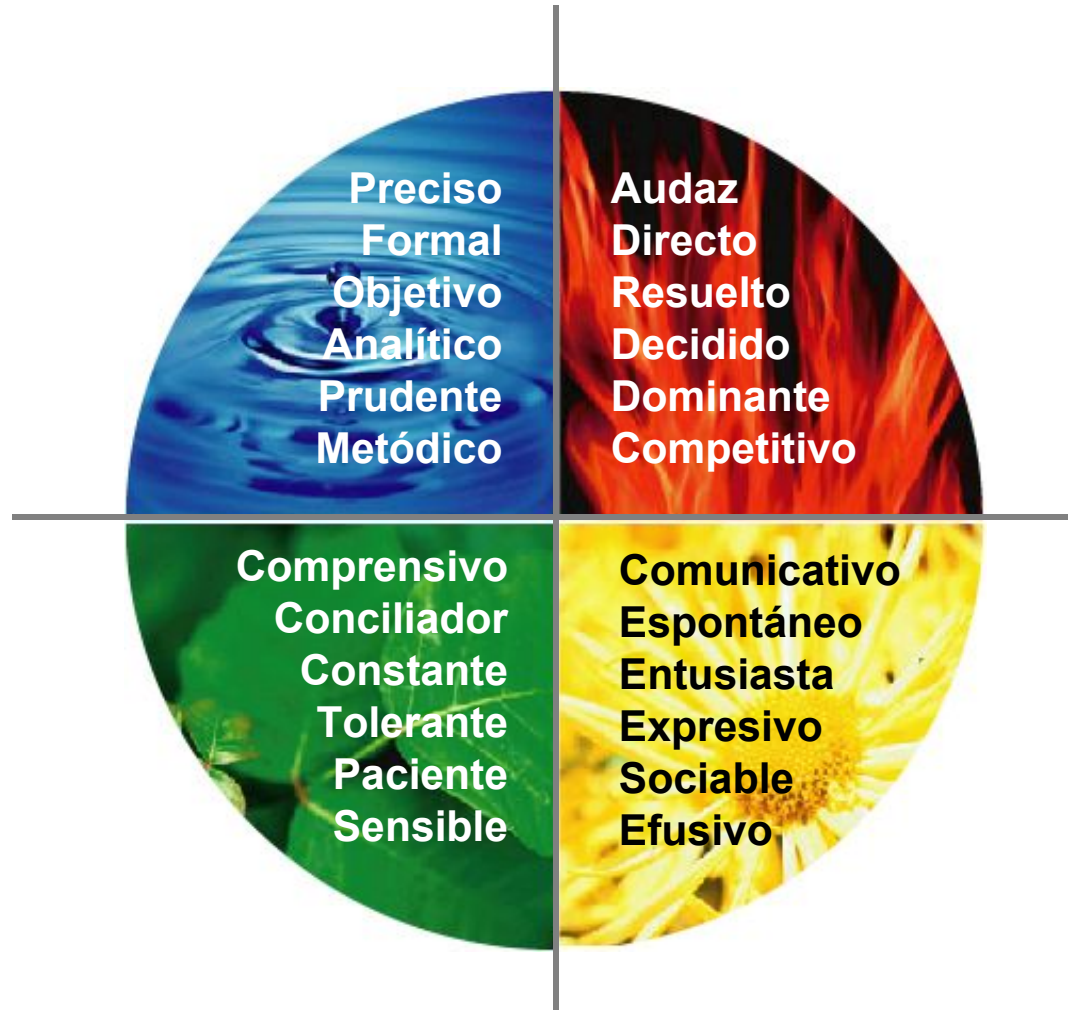 Preciso
Formal
Objetivo
Analítico
Prudente
Metódico
Audaz
Directo
Resuelto
Decidido
Dominante
Competitivo
Comprensivo
Conciliador
Constante
Tolerante
Paciente
Sensible
Comunicativo
Espontáneo
Entusiasta
Expresivo
Sociable
Efusivo